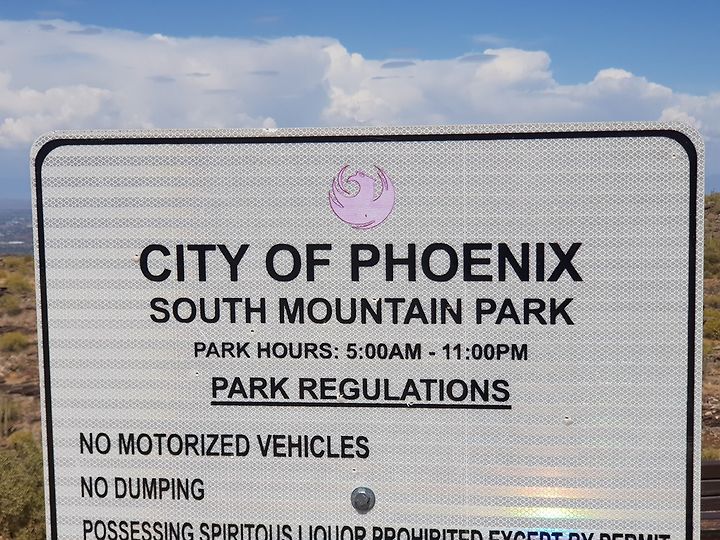 CITY OF PHOENIX
SOUTH MOUNTAIN PARK
PARK HOURS: 5:00AM - 11:00PM
PARK REGULATIONS
NO MOTORIZED VEHICLES
NO DUMPING
POSSESSING SPIRITOUS LIQUOR PROHIBITED EXCEPT BY PERMIT